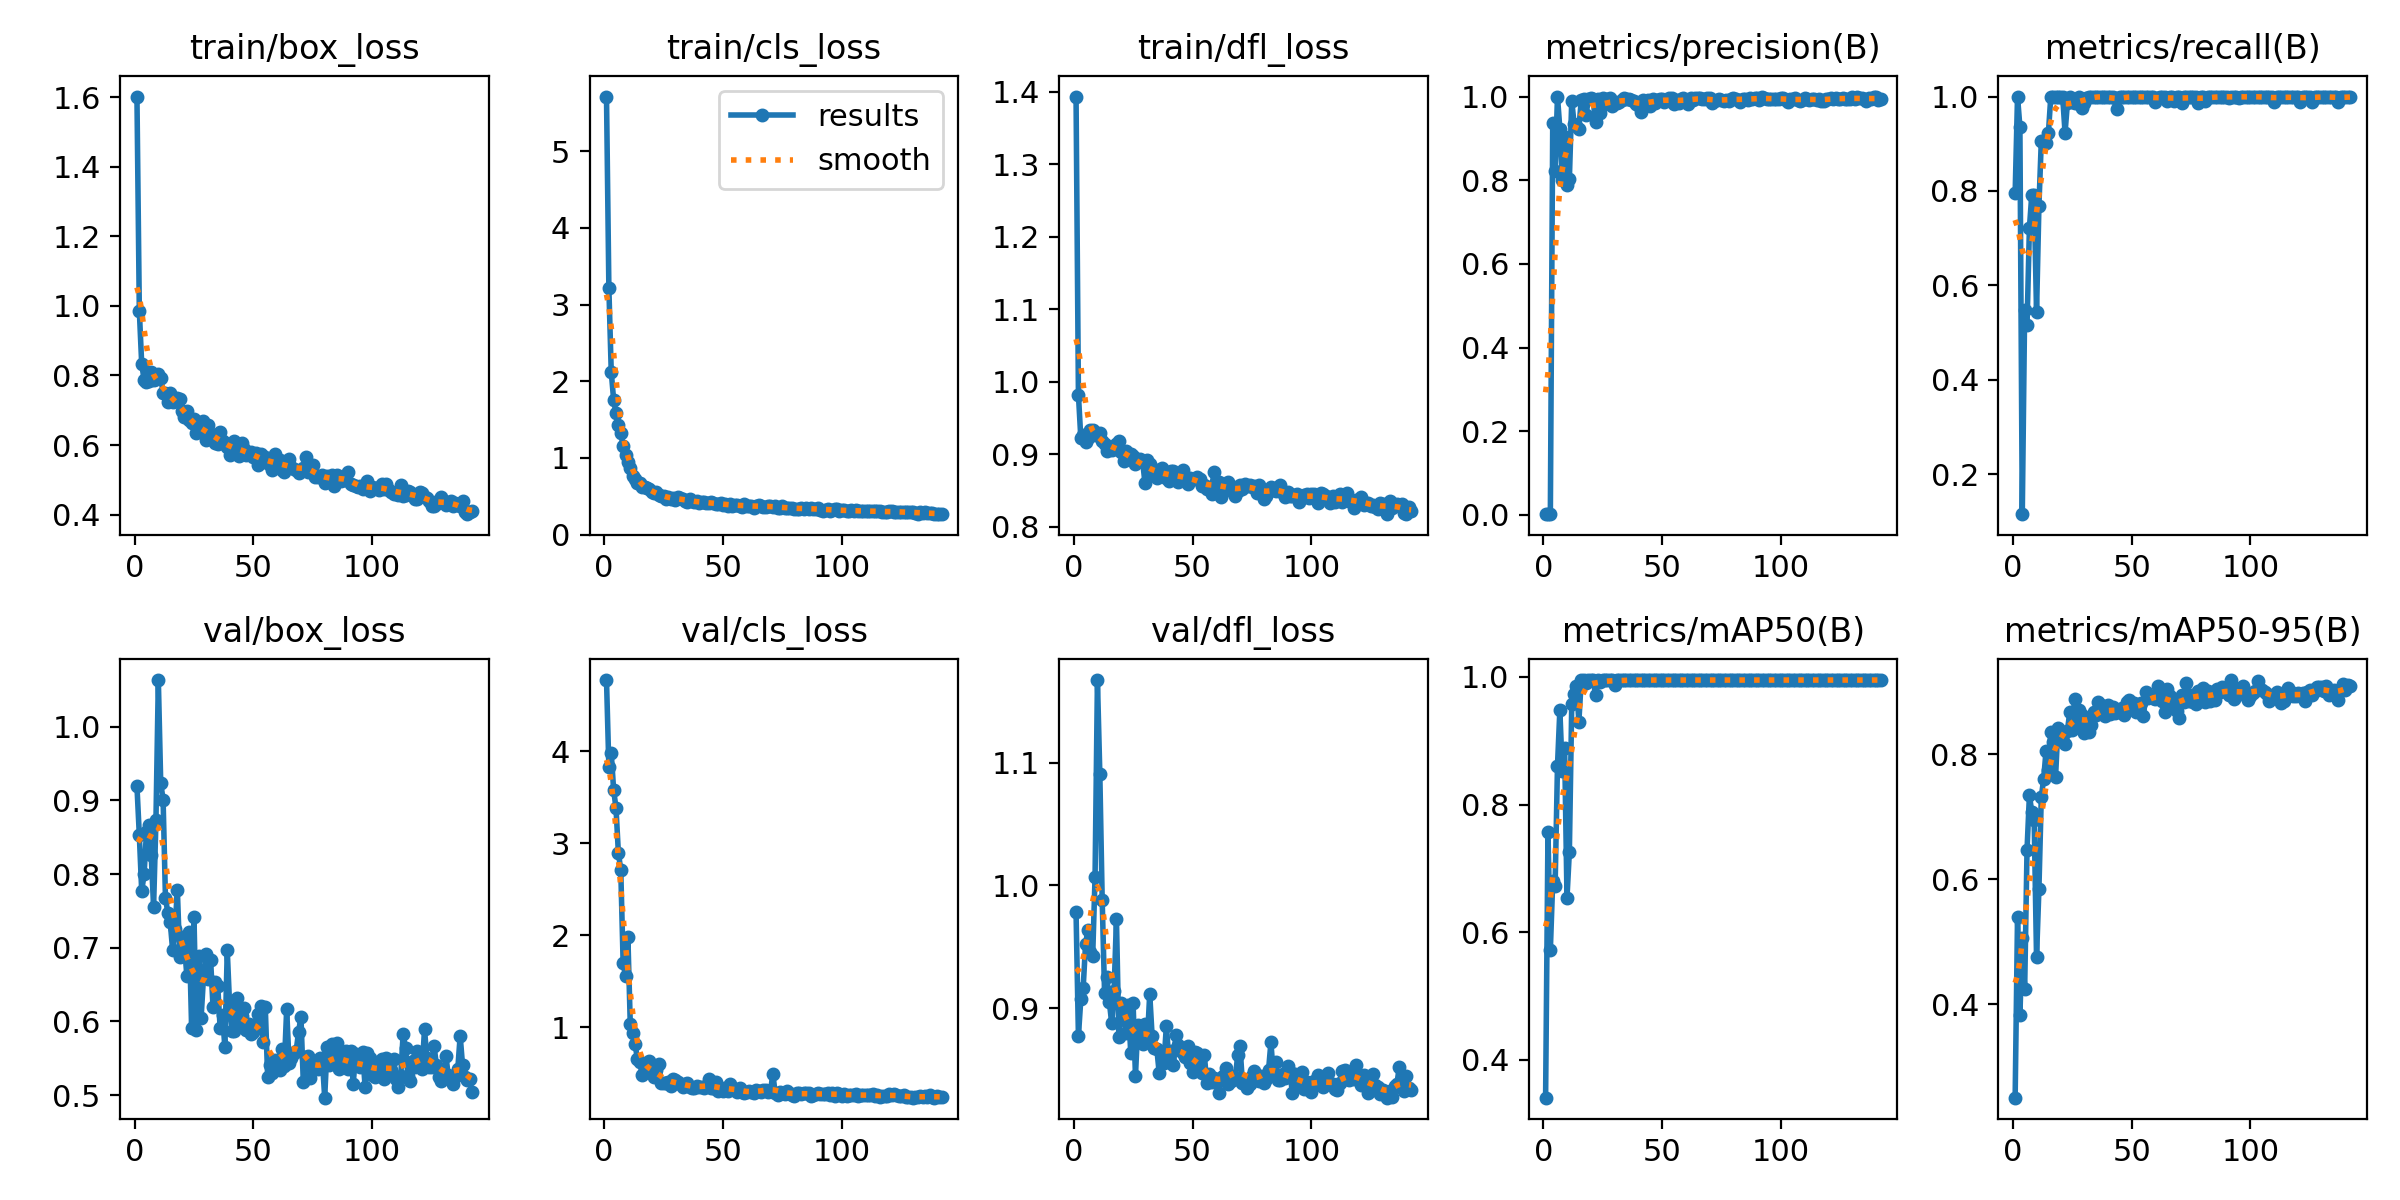 train/box_loss
1.6
1.4
1.2
1.0
0.8
0.6
0.4
0 50 100
train/cls_loss
results
smooth
5
4
3
2
1
0
0 50 100
train/dfl_loss
1.4
1.3
1.2
1.1
1.0
0.9
0.8
0 50 100
metrics/precision(B)
1.0
0.8
0.6
0.4
0.2
0.0
0 50 100
metrics/recall(B)
1.0
0.8
0.6
0.4
0.2
0 50 100
val/box_loss
1.0
0.9
0.8
0.7
0.6
0.5
0 50 100
val/cls_loss
4
3
2
1
0 50 100
val/dfl_loss
1.1
1.0
0.9
0 50 100
metrics/mAP50(B)
1.0
0.8
0.6
0.4
0 50 100
metrics/mAP50-95(B)
0.8
0.6
0.4
0 50 100